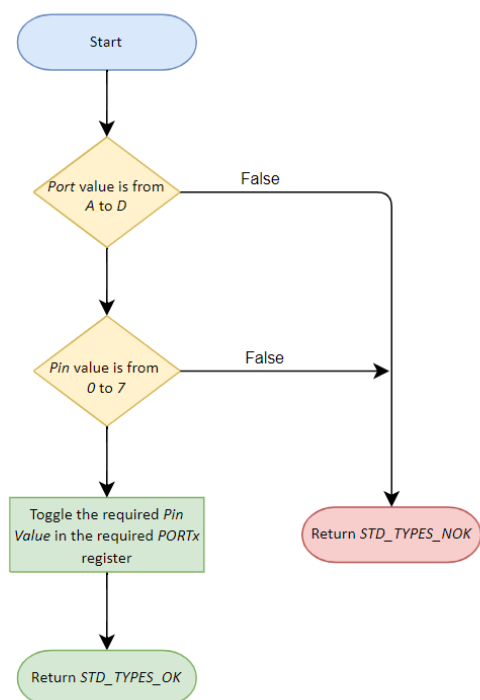 Start
Port value is from
A to D
False
Pin value is from
0 to 7
False
Toggle the required Pin
Value in the required PORTx
register
Return STD_TYPES_NOK
Return STD_TYPES_OK